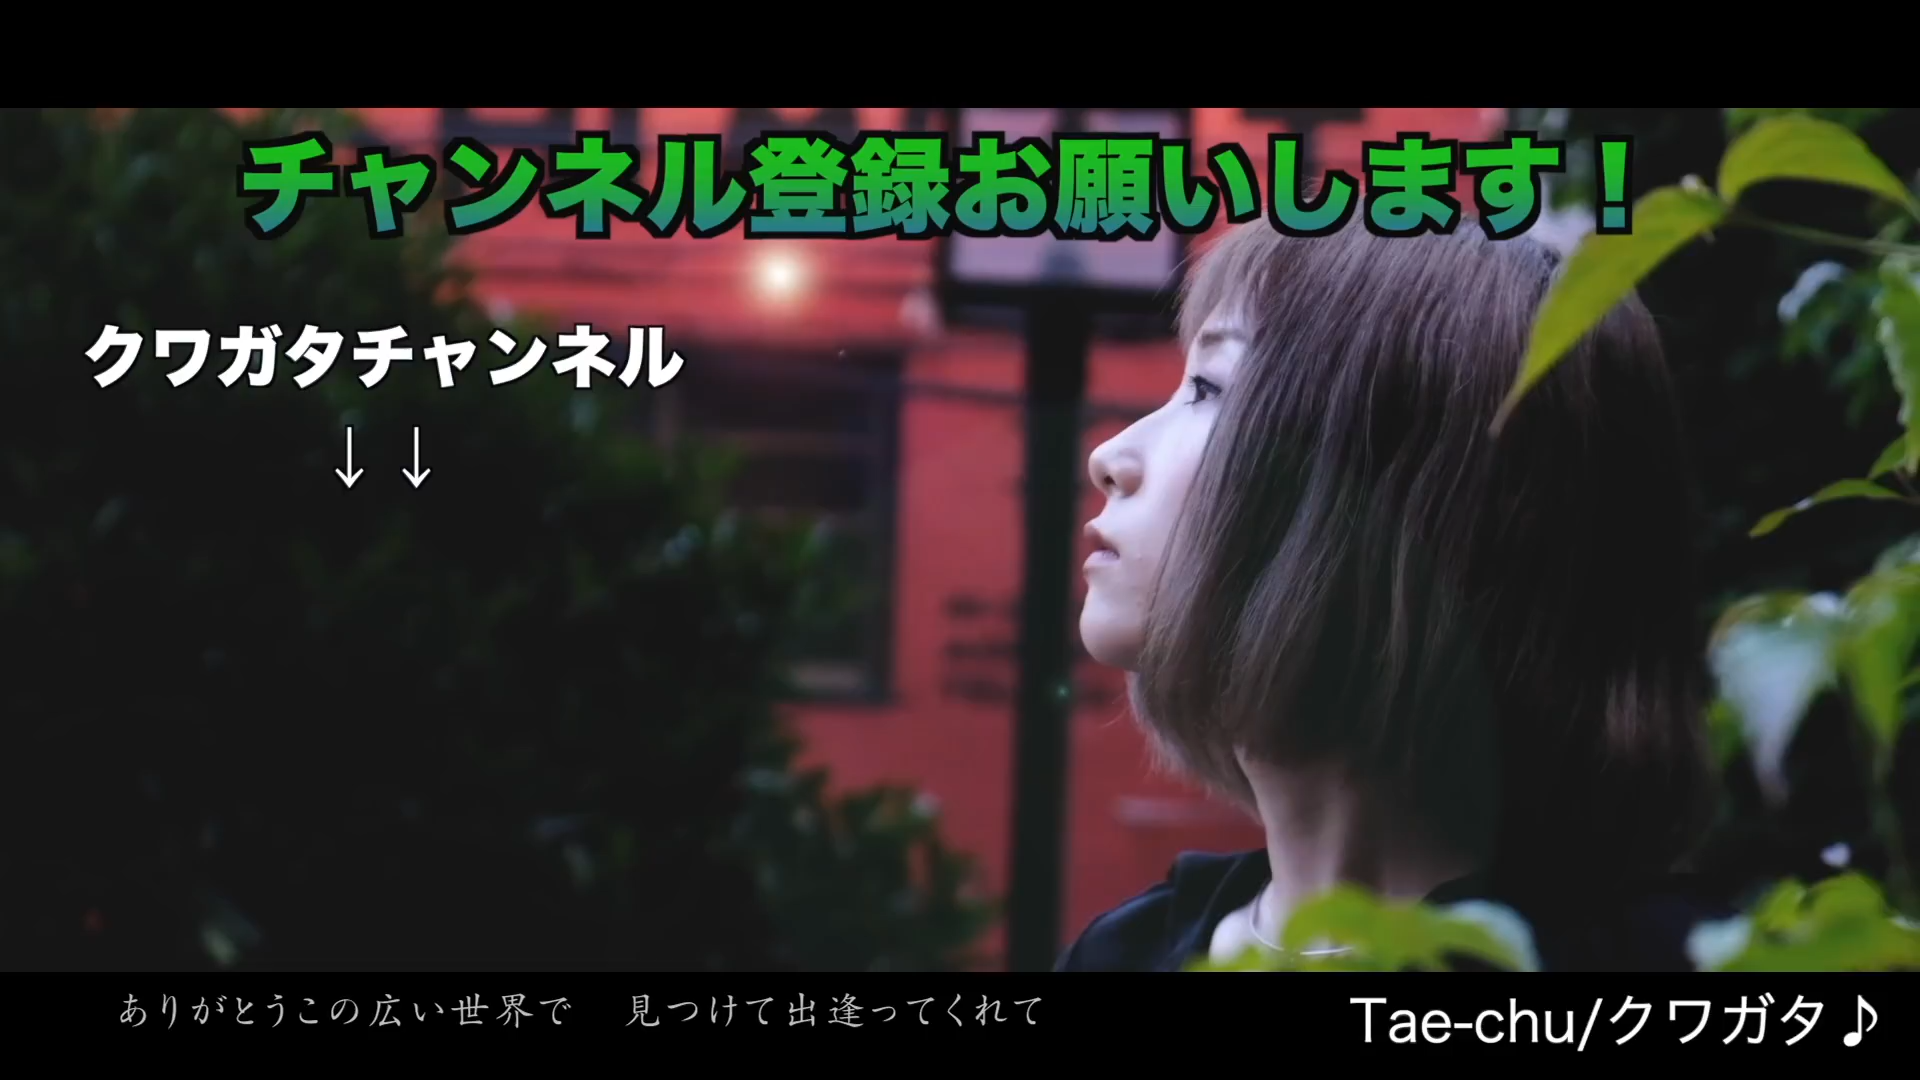 チャンネル登録お願いします！
クワガタチャンネル
↓ ↓
ありがとうこの広い世界で　見つけて出逢ってくれて
Tae-chu/クワガタ♪